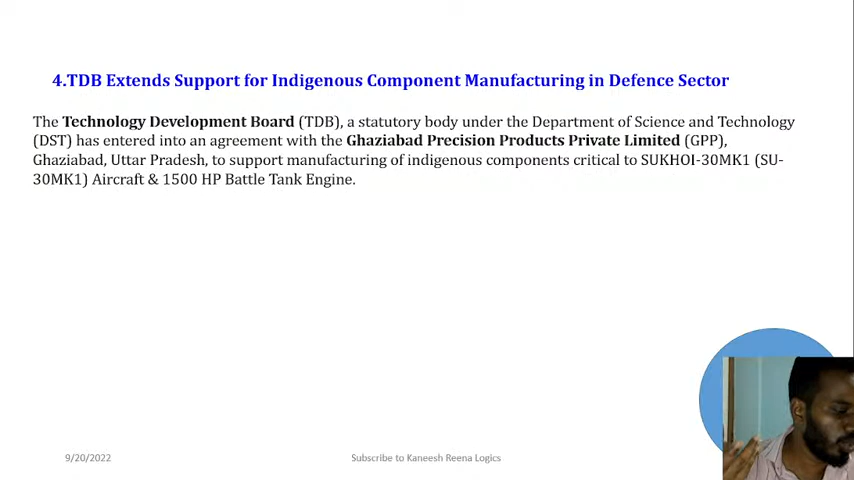 4.TDB Extends Support for Indigenous Component Manufacturing in Defence Sector
The Technology Development Board (TDB), a statutory body under the Department of Science and Technology
(DST) has entered into an agreement with the Ghaziabad Precision Products Private Limited (GPP),
Ghaziabad, Uttar Pradesh, to support manufacturing of indigenous components critical to SUKHOI-30MK1 (SU-
30MK1) Aircraft & 1500 HP Battle Tank Engine.
9/20/2022
Subscribe to Kaneesh Reena Logics